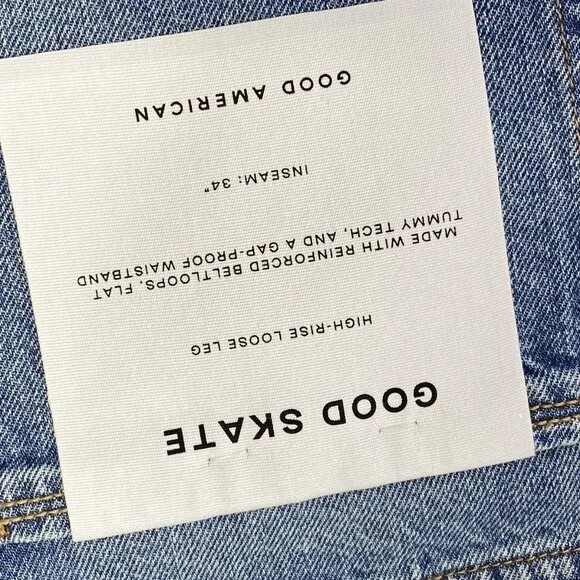 GOOD SKATE
HIGH-RISE LOOSE LEG
MADE WITH REINFORCED BELTLOOPS, FLAT
TUMMY TECH, AND A GAP-PROOF WAISTBAND
INSEAM: 34"
GOOD AMERICAN